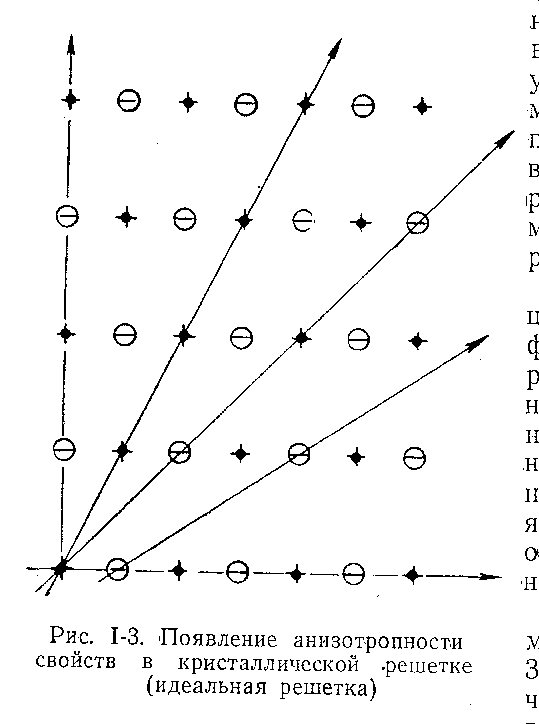 Рис. I-3. Появление анизотропности
свойств в кристаллической решетке
(идеальная решетка)